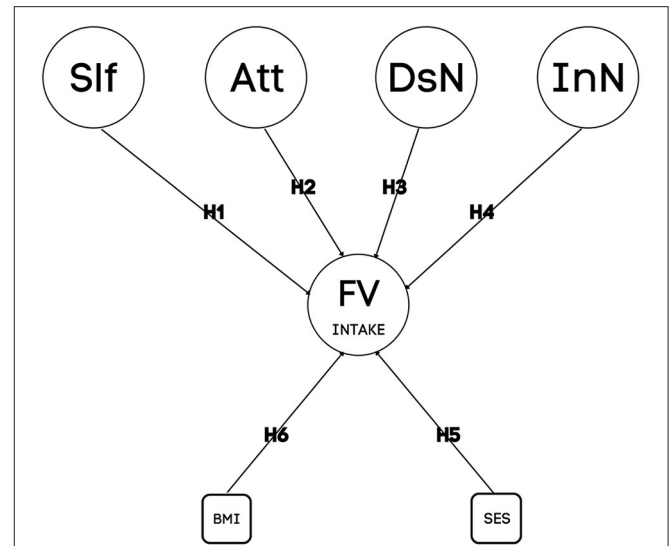 Slf
Att
DsN
InN
H1
H2
H3
H4
FV
INTAKE
H6
H5
BMI
SES